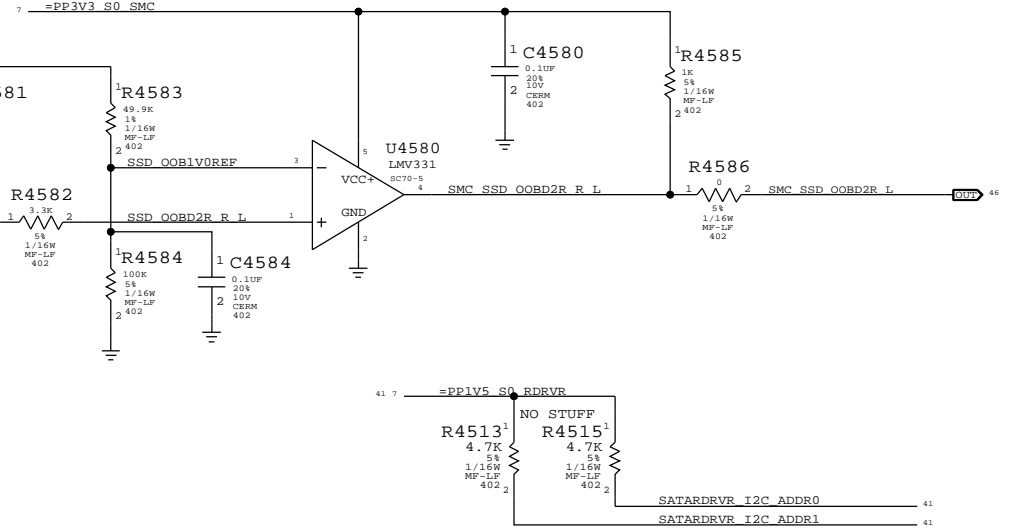 7 =PP3V3_S0_SMC
581
1 R4583
49.9K
1%
1/16W
MF-LF
2 402
SSD_OOB1V0REF 3
R4582
3.3K
1 2
5%
1/16W
MF-LF
402
SSD_OOBD2R_R_L 1
1 R4584
100K
5%
1/16W
MF-LF
2 402
1 C4584
0.1UF
20%
2 10V
CERM
402
5
U4580
LMV331
SC70-5
VCC+
GND
4
2
1 C4580
0.1UF
20%
2 10V
CERM
402
1 R4585
1K
5%
1/16W
MF-LF
2 402
SMC_SSD_OOBD2R_R_L
R4586
0
1 2
5%
1/16W
MF-LF
402
SMC_SSD_OOBD2R_L
OUT 46
41 7 =PP1V5_S0_RDRVR
NO STUFF
R4513 1
4.7K
5%
1/16W
MF-LF
402 2
R4515 1
4.7K
5%
1/16W
MF-LF
402 2
SATARDRVR_I2C_ADDR0 41
SATARDRVR_I2C_ADDR1 41